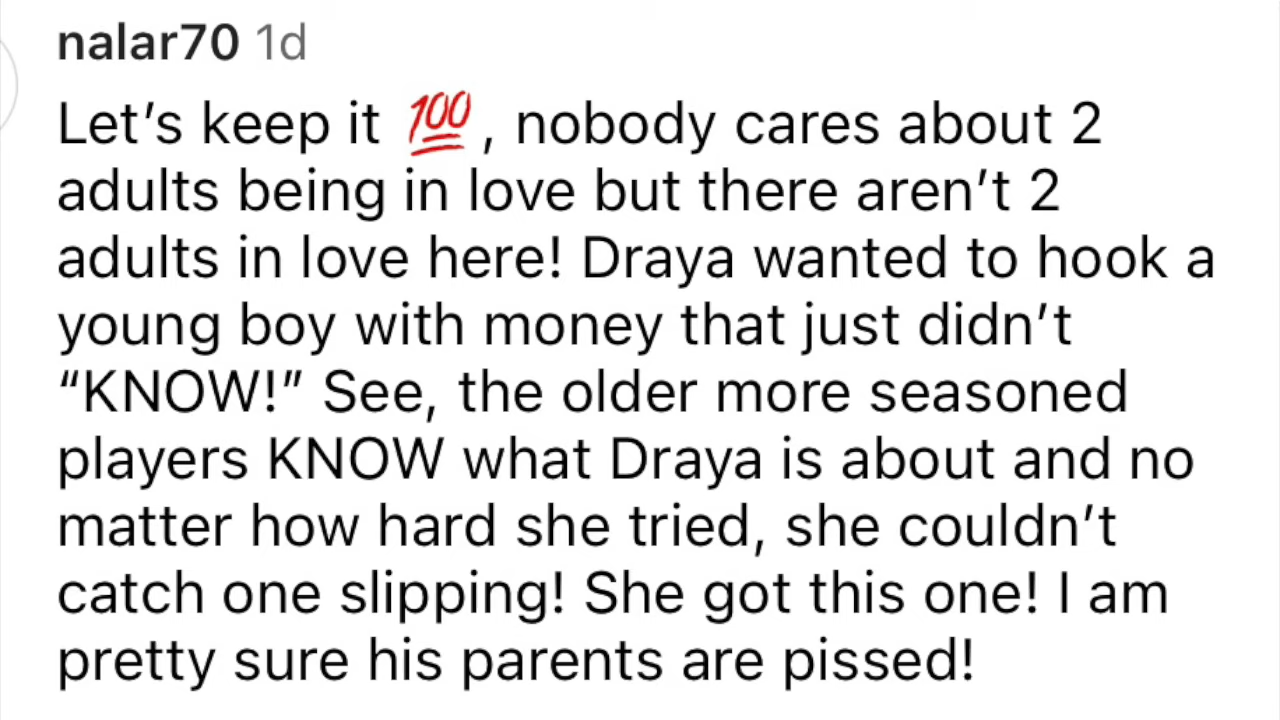 nalar70 1d
Let’s keep it 💯, nobody cares about 2
adults being in love but there aren’t 2
adults in love here! Draya wanted to hook a
young boy with money that just didn’t
“KNOW!” See, the older more seasoned
players KNOW what Draya is about and no
matter how hard she tried, she couldn’t
catch one slipping! She got this one! I am
pretty sure his parents are pissed!